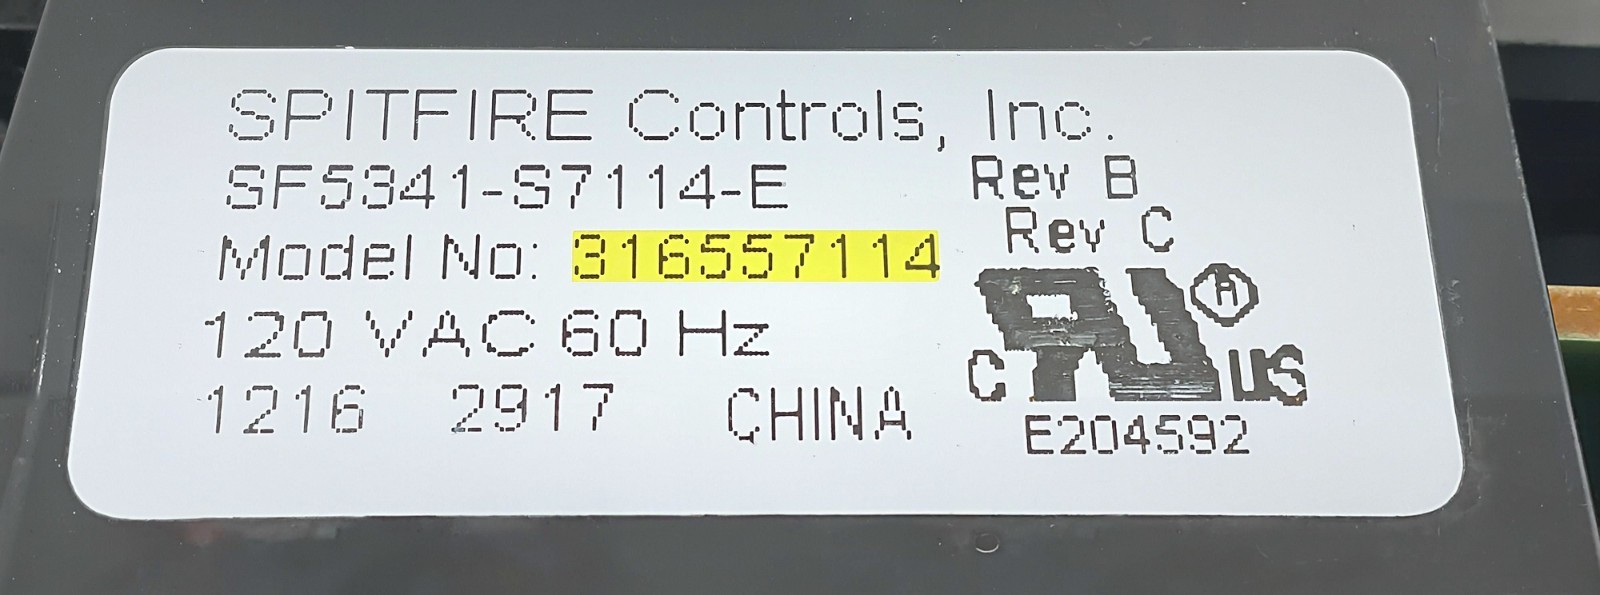 SPITFIRE Controls, Inc.
SF5341-S7114-E Rev B
Rev C
Model No: 316557114
120 VAC 60 Hz
1216 2917 CHINA
c RU ® us
E204592